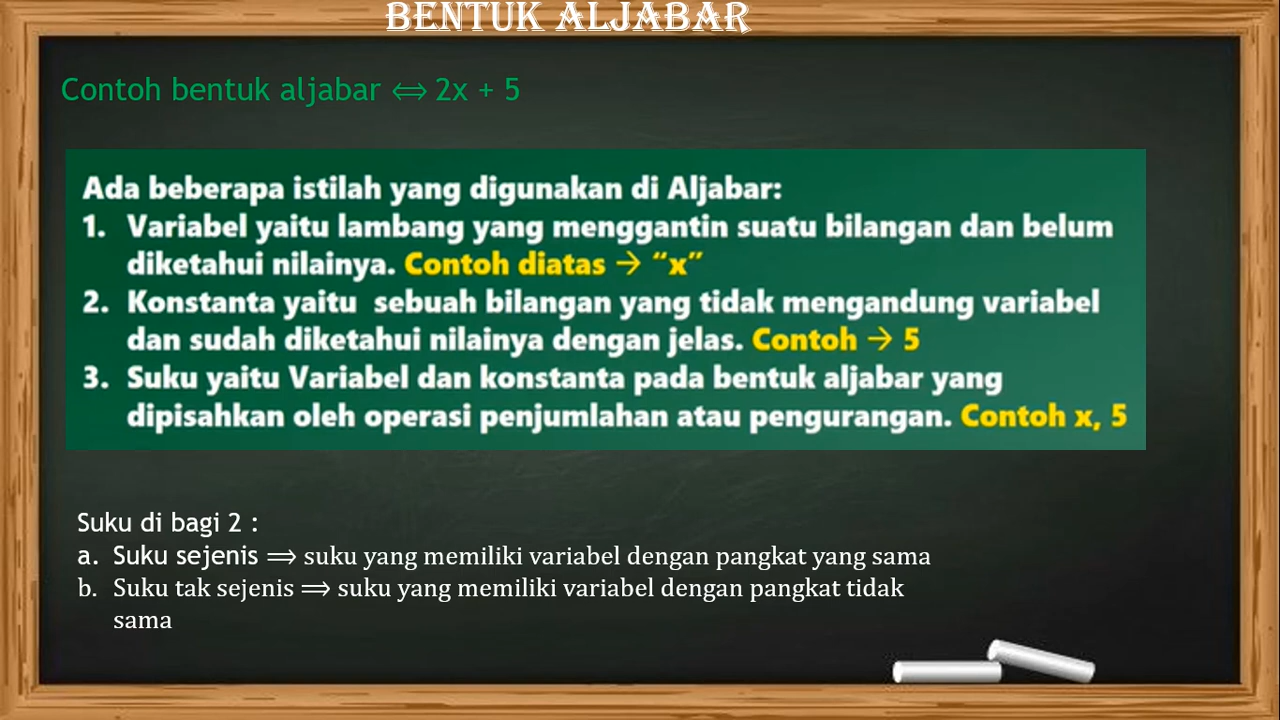 BENTUK ALJABAR
Contoh bentuk aljabar ⟺ 2x + 5
Ada beberapa istilah yang digunakan di Aljabar:
1. Variabel yaitu lambang yang menggantin suatu bilangan dan belum
diketahui nilainya. Contoh diatas → “x”
2. Konstanta yaitu sebuah bilangan yang tidak mengandung variabel
dan sudah diketahui nilainya dengan jelas. Contoh → 5
3. Suku yaitu Variabel dan konstanta pada bentuk aljabar yang
dipisahkan oleh operasi penjumlahan atau pengurangan. Contoh x, 5
Suku di bagi 2 :
a. Suku sejenis ⟹ suku yang memiliki variabel dengan pangkat yang sama
b. Suku tak sejenis ⟹ suku yang memiliki variabel dengan pangkat tidak
sama